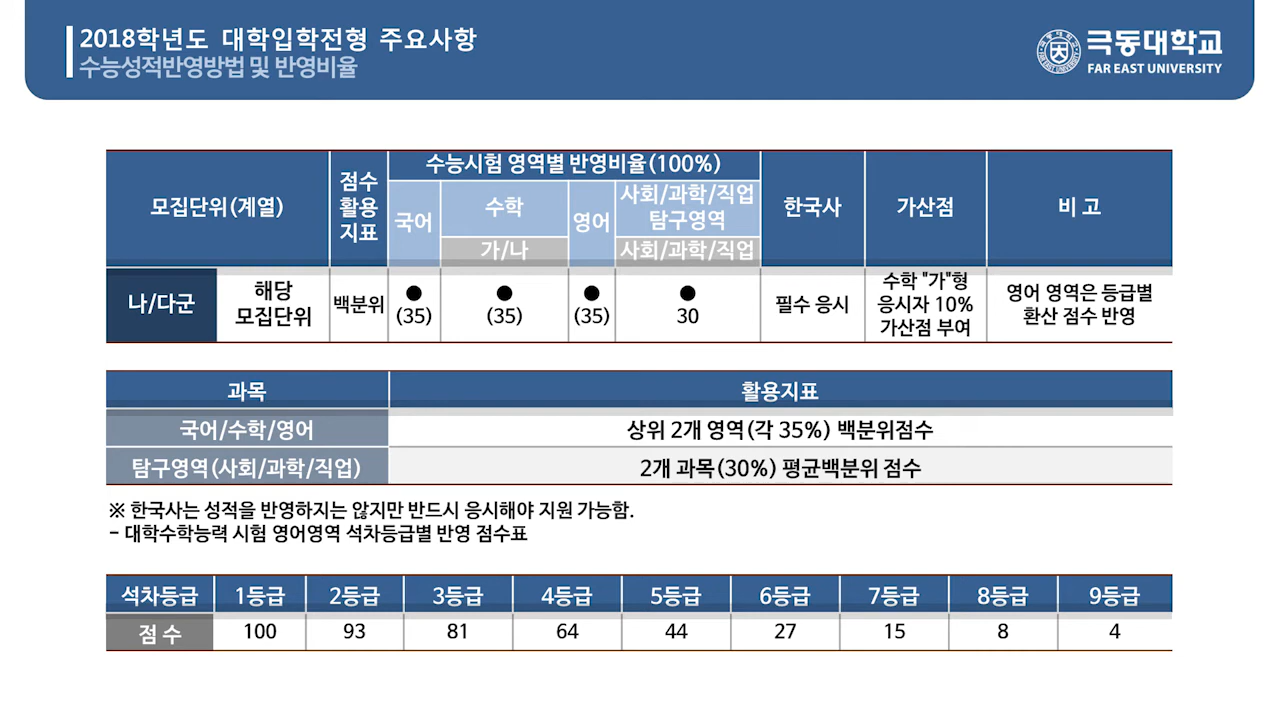 2018학년도 대학입학전형 주요사항
수능성적반영방법 및 반영비율
극동대학교
FAR EAST UNIVERSITY
모집단위(계열)
점수
활용
지표
수능시험 영역별 반영비율(100%)
국어
수학
가/나
영어
사회/과학/직업
탐구영역
사회/과학/직업
한국사
가산점
비 고
나/다군
해당
모집단위
백분위
●
(35)
●
(35)
●
(35)
●
30
필수 응시
수학 "가"형
응시자 10%
가산점 부여
영어 영역은 등급별
환산 점수 반영
과목 활용지표
국어/수학/영어 상위 2개 영역(각 35%) 백분위점수
탐구영역(사회/과학/직업) 2개 과목(30%) 평균백분위 점수
※ 한국사는 성적을 반영하지는 않지만 반드시 응시해야 지원 가능함.
- 대학수학능력 시험 영어영역 석차등급별 반영 점수표
석차등급 1등급 2등급 3등급 4등급 5등급 6등급 7등급 8등급 9등급
점 수 100 93 81 64 44 27 15 8 4